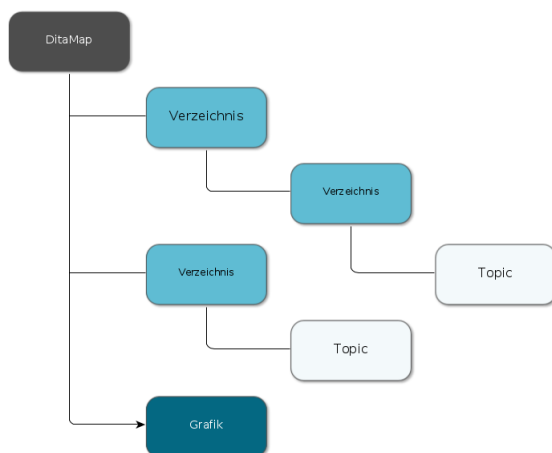 DitaMap
Verzeichnis
Verzeichnis
Verzeichnis
Topic
Topic
Grafik